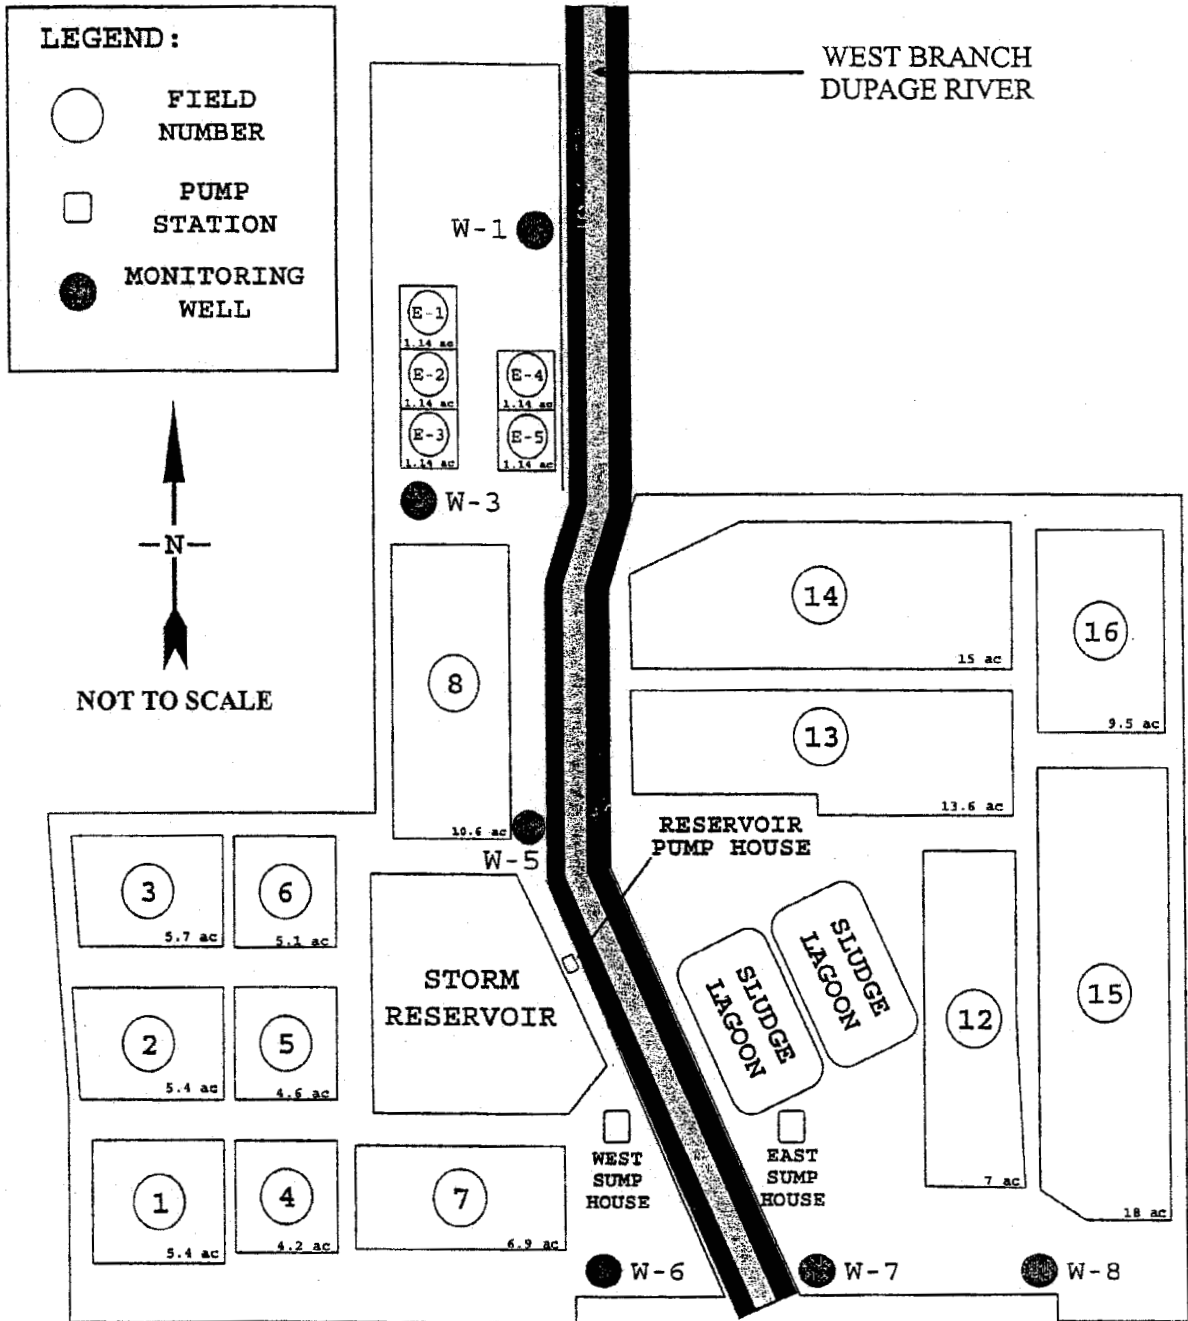 LEGEND:
FIELD
NUMBER
PUMP
STATION
MONITORING
WELL
WEST BRANCH
DUPAGE RIVER
N
NOT TO SCALE
W-1
E-1
1.14 ac
E-2
1.14 ac
E-3
1.14 ac
E-4
1.14 ac
E-5
1.14 ac
W-3
8
10.6 ac
W-5
14
15 ac
13
13.6 ac
16
9.5 ac
RESERVOIR
PUMP HOUSE
3
5.7 ac
6
5.1 ac
2
5.4 ac
5
4.6 ac
1
5.4 ac
4
4.2 ac
STORM
RESERVOIR
7
6.9 ac
SLUDGE
LAGOON
SLUDGE
LAGOON
12
7 ac
15
18 ac
WEST
SUMP
HOUSE
EAST
SUMP
HOUSE
W-6
W-7
W-8